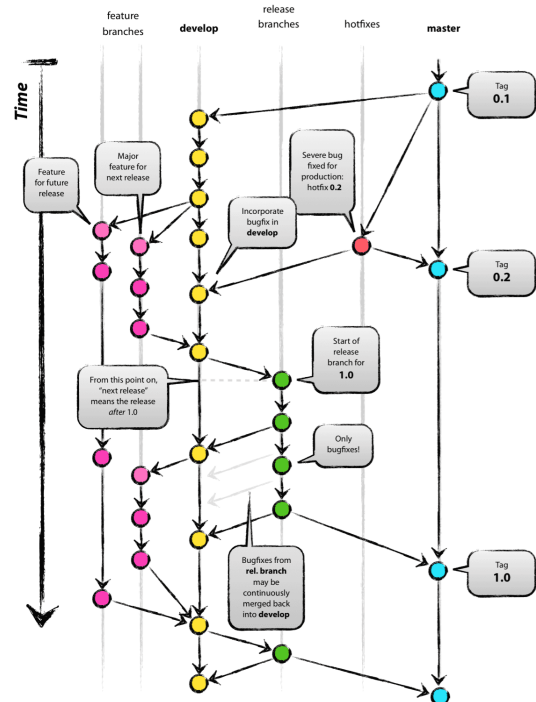 feature
branches
develop
release
branches
hotfixes
master
Time
Tag
0.1
Feature
for future
release
Major
feature for
next release
Severe bug
fixed for
production:
hotfix 0.2
Incorporate
bugfix in
develop
Tag
0.2
Start of
release
branch for
1.0
From this point on,
“next release”
means the release
after 1.0
Only
bugfixes!
Bugfixes from
rel. branch
may be
continuously
merged back
into develop
Tag
1.0